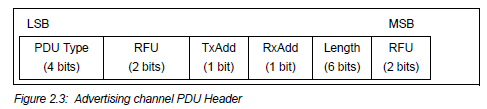 LSB MSB
PDU Type RFU TxAdd RxAdd Length RFU
(4 bits) (2 bits) (1 bit) (1 bit) (6 bits) (2 bits)
Figure 2.3: Advertising channel PDU Header